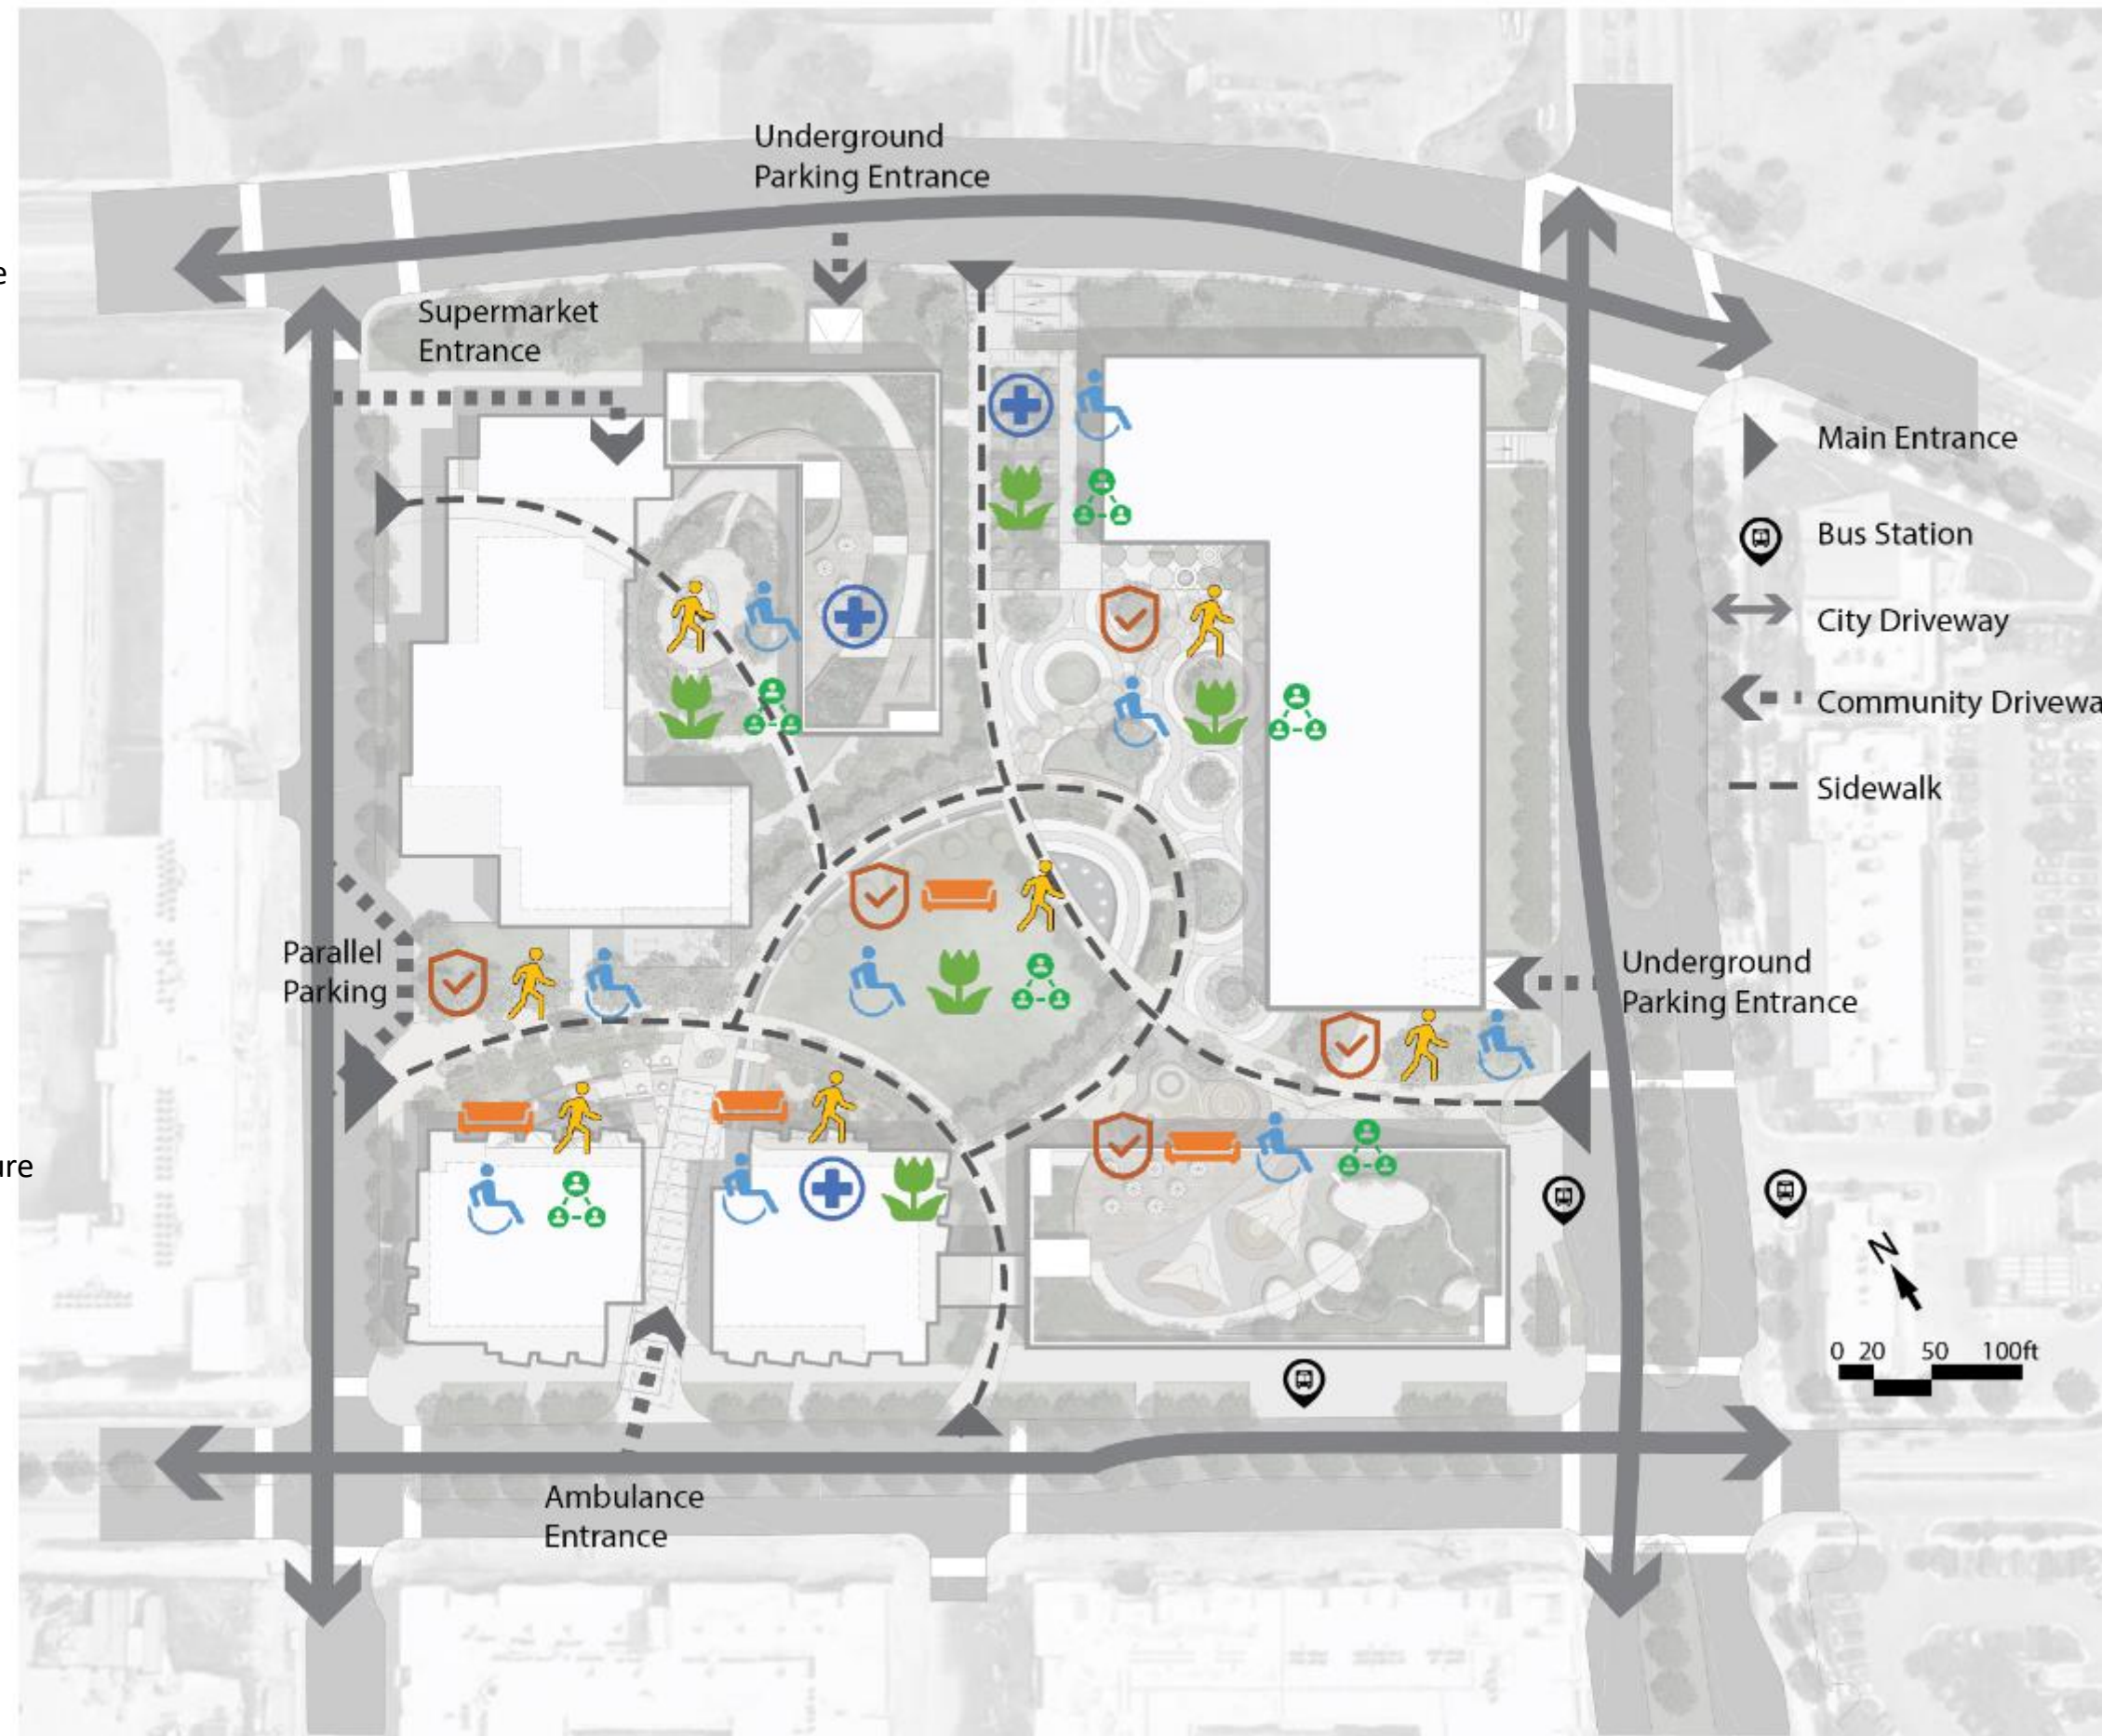 Underground
Parking Entrance
e
Supermarket
Entrance
Main Entrance
Bus Station
City Driveway
Community Drivewa
Sidewalk
Parallel
Parking
Underground
Parking Entrance
ure
N
0 20 50 100ft
Ambulance
Entrance